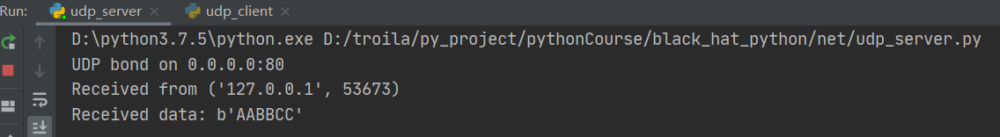 Run: udp_server × udp_client ×
D:\python3.7.5\python.exe D:/troila/py_project/pythonCourse/black_hat_python/net/udp_server.py
UDP bond on 0.0.0.0:80
Received from ('127.0.0.1', 53673)
Received data: b'AABBCC'